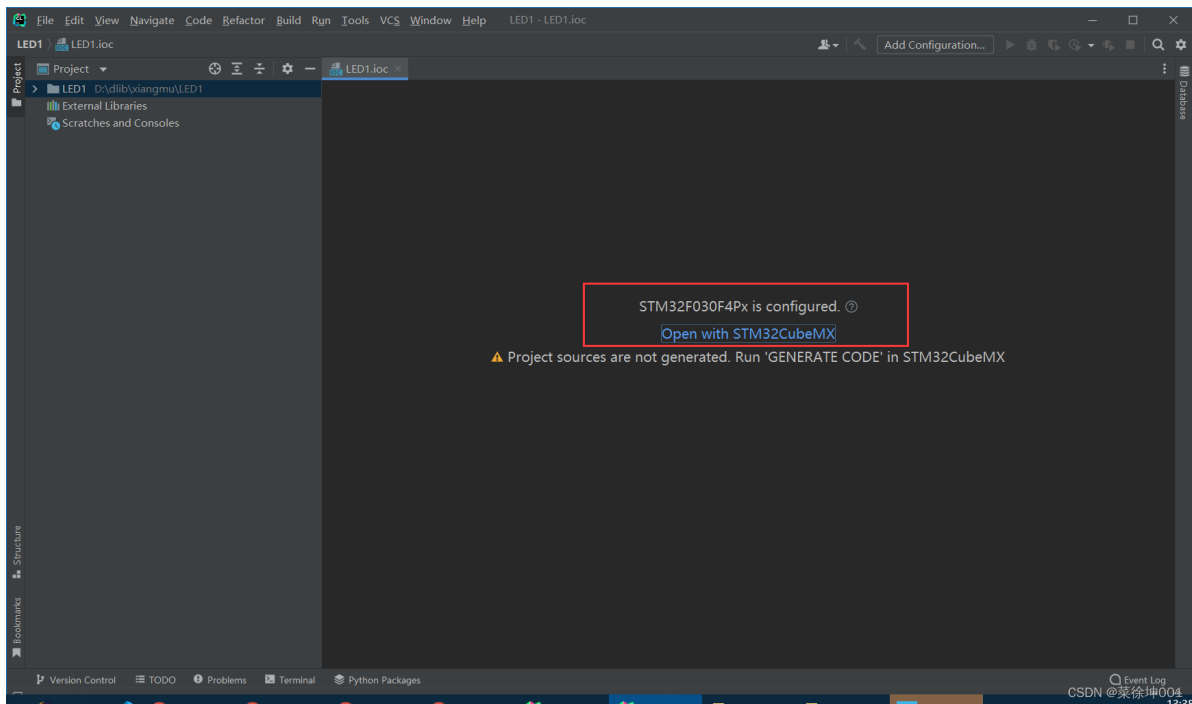 File Edit View Navigate Code Refactor Build Run Tools VCS Window Help LED1 - LED1.ioc
LED1 LED1.ioc Add Configuration...
Project LED1.ioc
Project
LED1 D:\dlib\xiangmu\LED1
External Libraries
Scratches and Consoles
Database
STM32F030F4Px is configured.
Open with STM32CubeMX
Project sources are not generated. Run 'GENERATE CODE' in STM32CubeMX
Structure
Bookmarks
Version Control TODO Problems Terminal Python Packages Event Log
CSDN @菜徐坤004